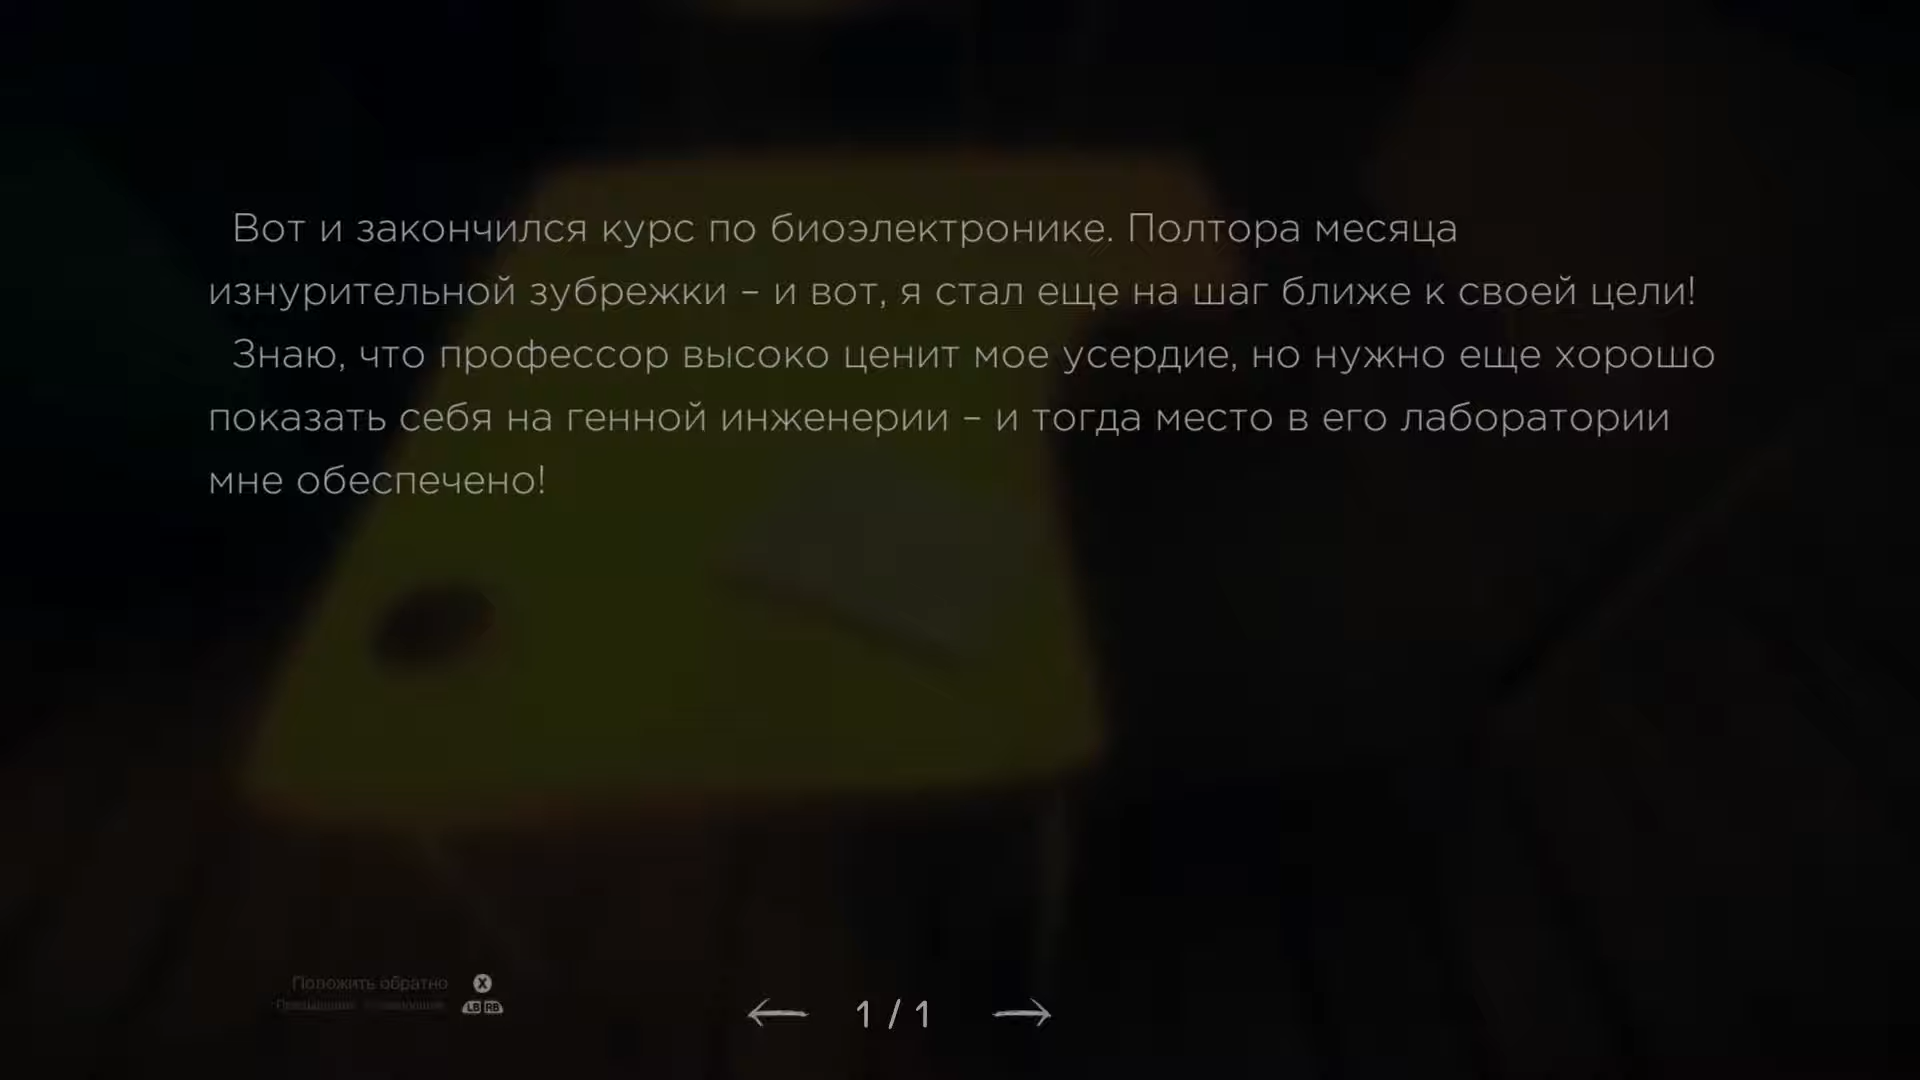 Вот и закончился курс по биоэлектронике. Полтора месяца
изнурительной зубрежки – и вот, я стал еще на шаг ближе к своей цели!
Знаю, что профессор высоко ценит мое усердие, но нужно еще хорошо
показать себя на генной инженерии – и тогда место в его лаборатории
мне обеспечено!
Положить обратно X
LB RB
1 / 1